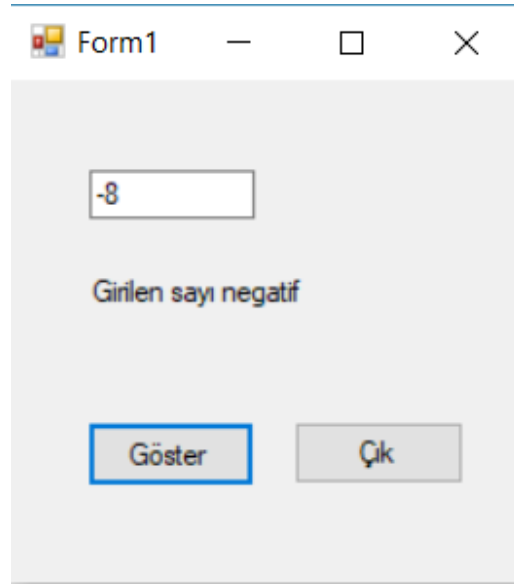 Form1
-8
Girilen sayı negatif
Göster Çık